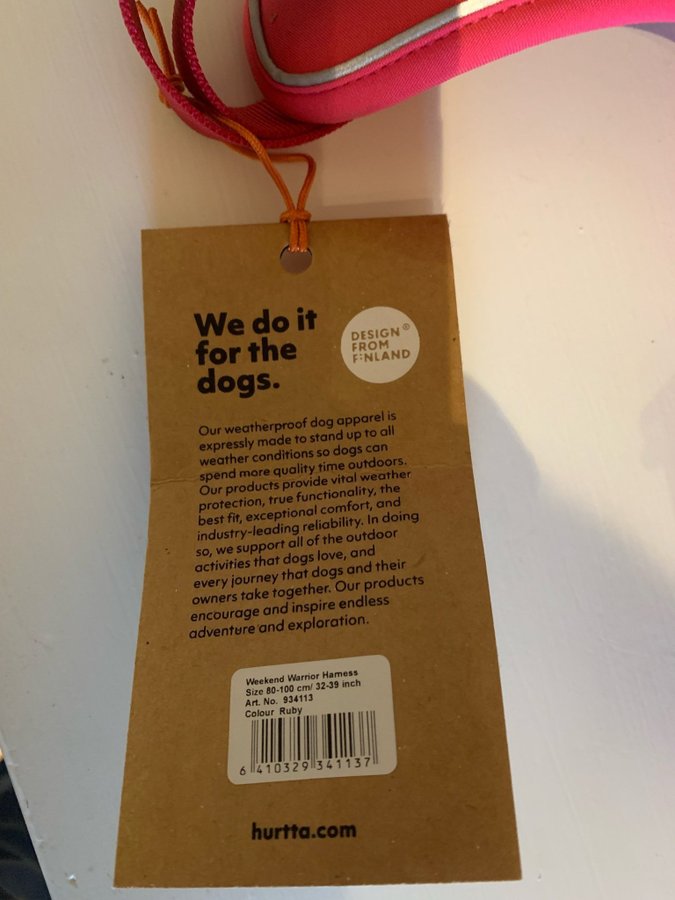 We do it
for the
dogs.
DESIGN®
FROM
FINLAND
Our weatherproof dog apparel is
expressly made to stand up to all
weather conditions so dogs can
spend more quality time outdoors.
Our products provide vital weather
protection, true functionality, the
best fit, exceptional comfort, and
industry-leading reliability. In doing
so, we support all of the outdoor
activities that dogs love, and
every journey that dogs and their
owners take together. Our products
encourage and inspire endless
adventure and exploration.
Weekend Warrior Harness
Size 80-100 cm/ 32-39 inch
Art. No. 934113
Colour Ruby
6 410329 341137
hurtta.com